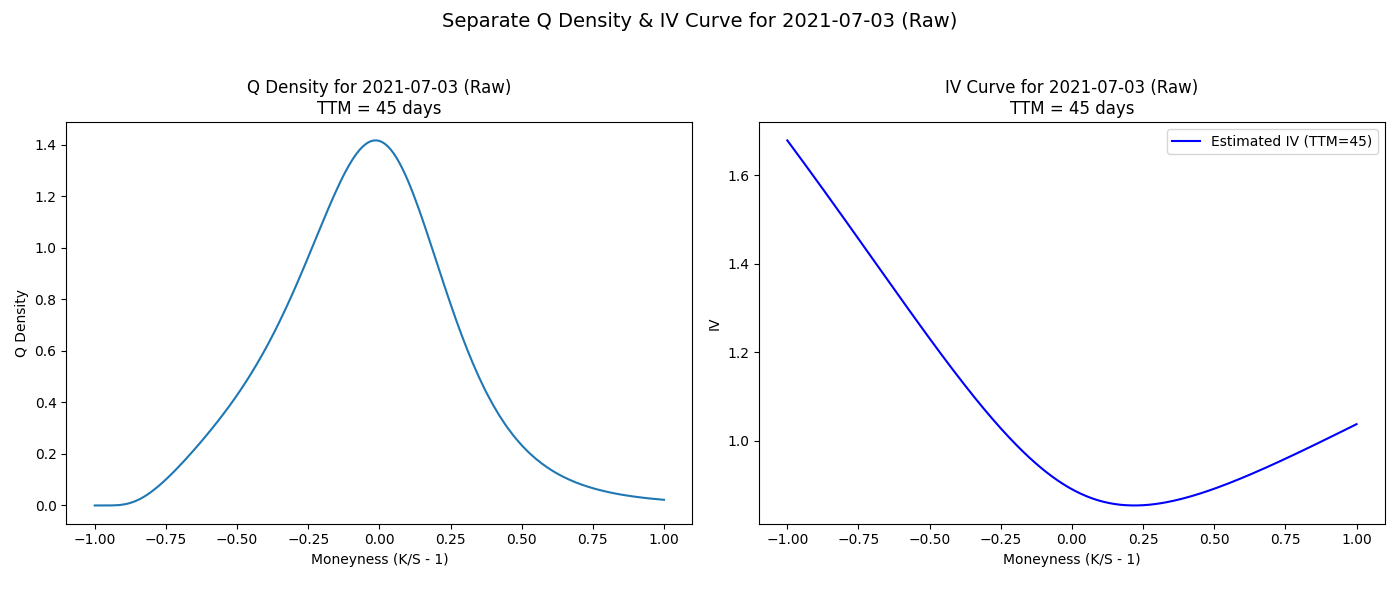 Separate Q Density & IV Curve for 2021-07-03 (Raw)
Q Density for 2021-07-03 (Raw)
TTM = 45 days
1.4
1.2
1.0
0.8
0.6
0.4
0.2
0.0
Q Density
−1.00 −0.75 −0.50 −0.25 0.00 0.25 0.50 0.75 1.00
Moneyness (K/S - 1)
IV Curve for 2021-07-03 (Raw)
TTM = 45 days
Estimated IV (TTM=45)
1.6
1.4
1.2
1.0
IV
−1.00 −0.75 −0.50 −0.25 0.00 0.25 0.50 0.75 1.00
Moneyness (K/S - 1)